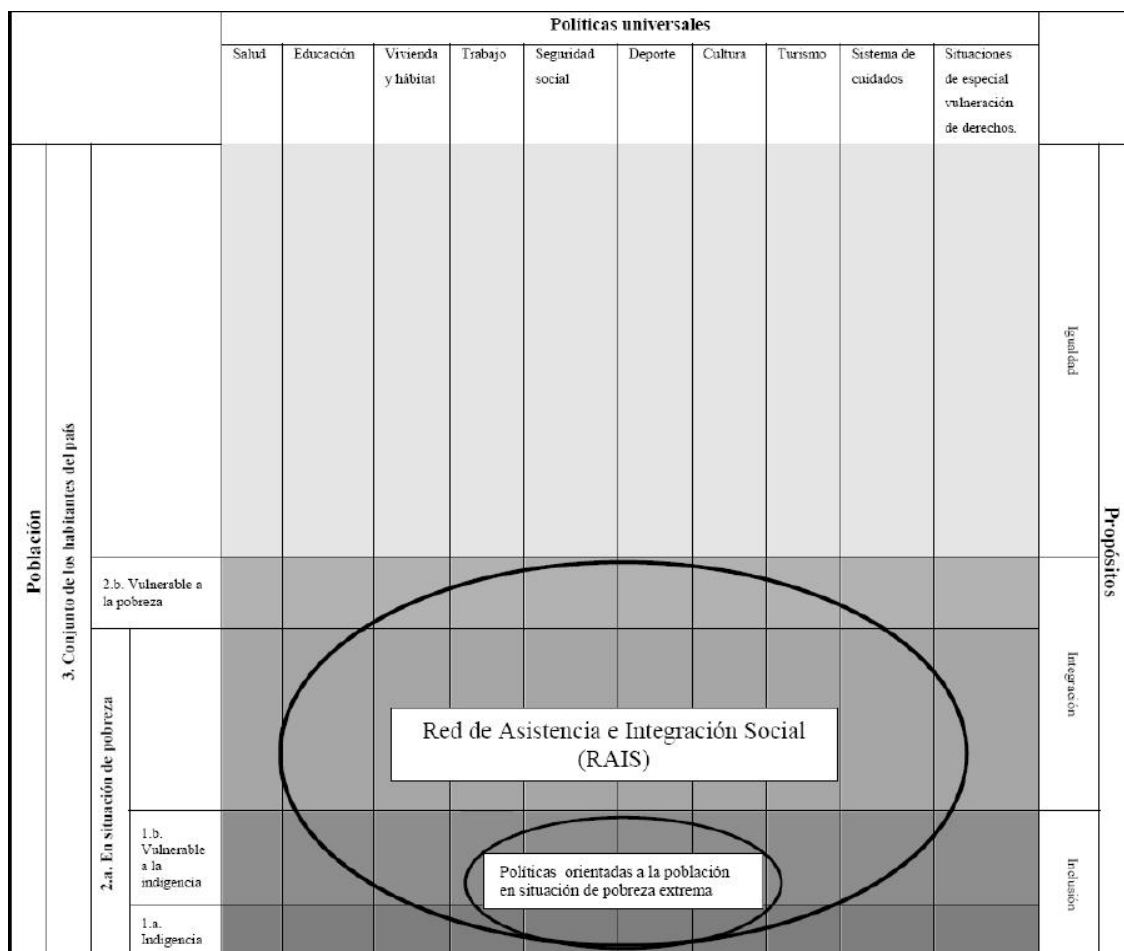 Políticas universales
Salud
Educación
Vivienda
y hábitat
Trabajo
Seguridad
social
Deporte
Cultura
Turismo
Sistema de
cuidados
Situaciones
de especial
vulneración
de derechos.
Población
3. Conjunto de los habitantes del país
2.b. Vulnerable a
la pobreza
2.a. En situación de pobreza
1.b.
Vulnerable
a la
indigencia
1.a.
Indigencia
Red de Asistencia e Integración Social
(RAIS)
Políticas orientadas a la población
en situación de pobreza extrema
Igualdad
Integración
Inclusión
Propósitos